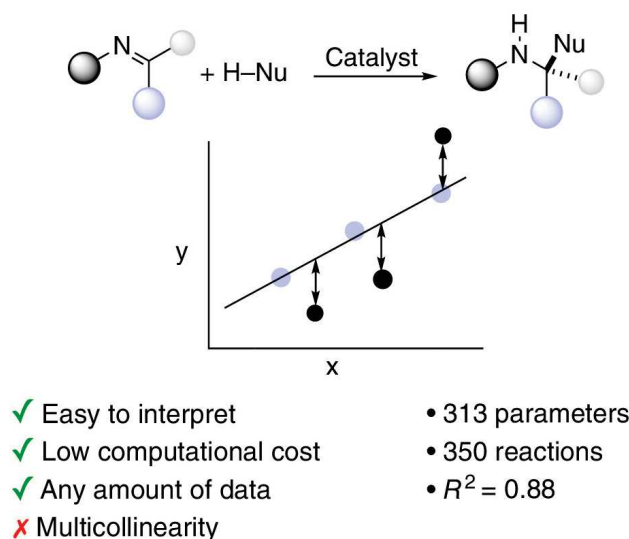 H
N
N
Nu
+ H–Nu
Catalyst
y
x
✓ Easy to interpret
✓ Low computational cost
✓ Any amount of data
✗ Multicollinearity
• 313 parameters
• 350 reactions
• R² = 0.88